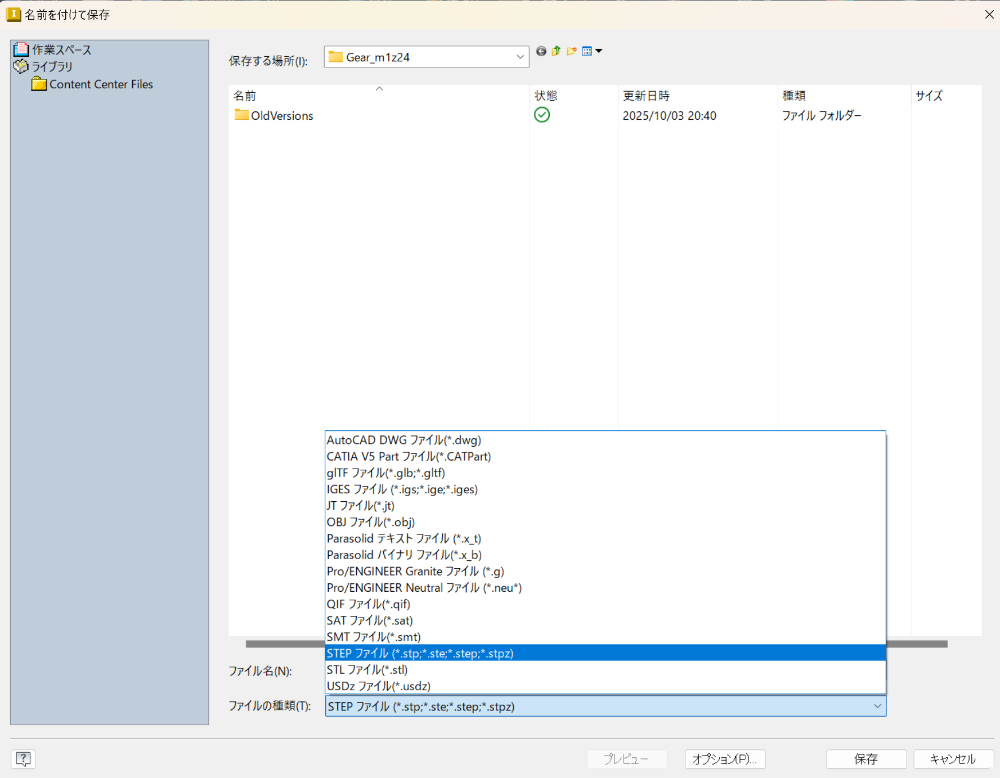 名前を付けて保存
作業スペース
ライブラリ
Content Center Files
保存する場所(I):
Gear_m1z24
名前
状態
更新日時
種類
サイズ
OldVersions
2025/10/03 20:40
ファイル フォルダー
AutoCAD DWG ファイル(*.dwg)
CATIA V5 Part ファイル(*.CATPart)
glTF ファイル(*.glb;*.gltf)
IGES ファイル (*.igs;*.ige;*.iges)
JT ファイル(*.jt)
OBJ ファイル(*.obj)
Parasolid テキスト ファイル (*.x_t)
Parasolid バイナリ ファイル(*.x_b)
Pro/ENGINEER Granite ファイル (*.g)
Pro/ENGINEER Neutral ファイル (*.neu*)
QIF ファイル(*.qif)
SAT ファイル(*.sat)
SMT ファイル(*.smt)
STEP ファイル (*.stp;*.ste;*.step;*.stpz)
STL ファイル(*.stl)
USDz ファイル(*.usdz)
ファイル名(N):
ファイルの種類(T):
STEP ファイル (*.stp;*.ste;*.step;*.stpz)
プレビュー
オプション(P)...
保存
キャンセル